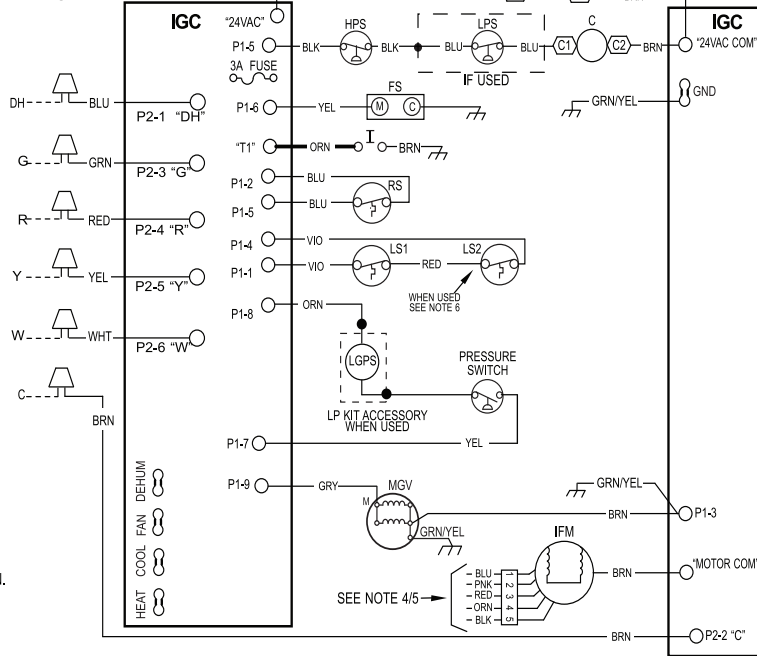 IGC
"24VAC"
P1-5
BLK
HPS
BLK
BLU
LPS
BLU
C1
C
C2
BRN
IF USED
IGC
"24VAC COM"
3A FUSE
GRN/YEL
GND
DH
BLU
P2-1 "DH"
P1-6
YEL
FS
M
C
G
GRN
P2-3 "G"
"T1"
ORN
I
BRN
P1-2
BLU
RS
P1-5
BLU
R
RED
P2-4 "R"
P1-4
VIO
LS1
LS2
P1-1
VIO
RED
WHEN USED
SEE NOTE 6
Y
YEL
P2-5 "Y"
P1-8
ORN
W
WHT
P2-6 "W"
LGPS
PRESSURE
SWITCH
LP KIT ACCESSORY
WHEN USED
C
BRN
P1-7
YEL
P1-9
GRY
MGV
M
GRN/YEL
GRN/YEL
BRN
P1-3
DEHUM
FAN
COOL
HEAT
d.
SEE NOTE 4/5
BLU 1
PNK 2
RED 3
ORN 4
BLK 5
IFM
BRN
"MOTOR COM"
BRN
P2-2 "C"